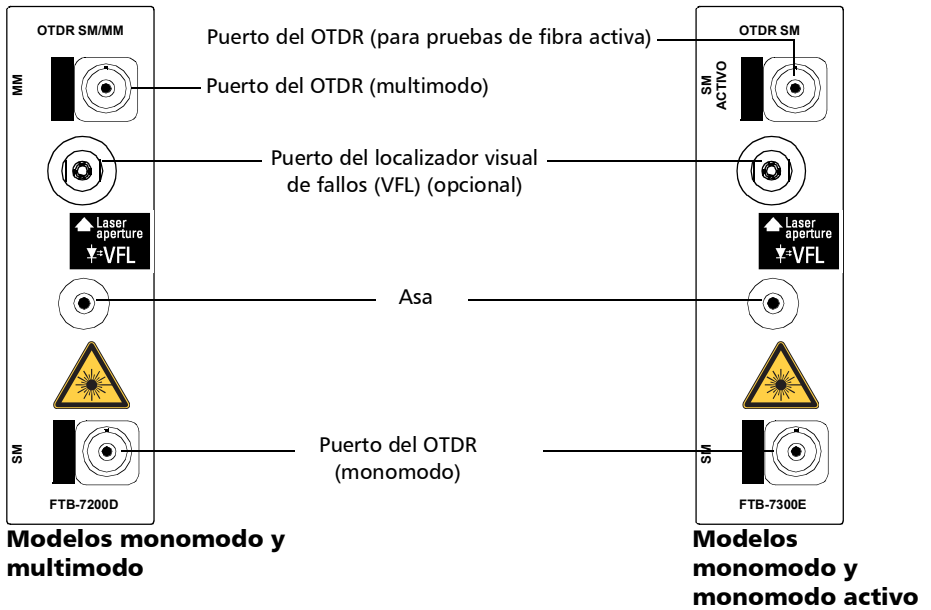 OTDR SM/MM
MM
Laser
aperture
VFL
SM
FTB-7200D
Modelos monomodo y
multimodo
Puerto del OTDR (para pruebas de fibra activa)
Puerto del OTDR (multimodo)
Puerto del localizador visual
de fallos (VFL) (opcional)
Asa
Puerto del OTDR
(monomodo)
OTDR SM
SM
ACTIVO
Laser
aperture
VFL
SM
FTB-7300E
Modelos
monomodo y
monomodo activo